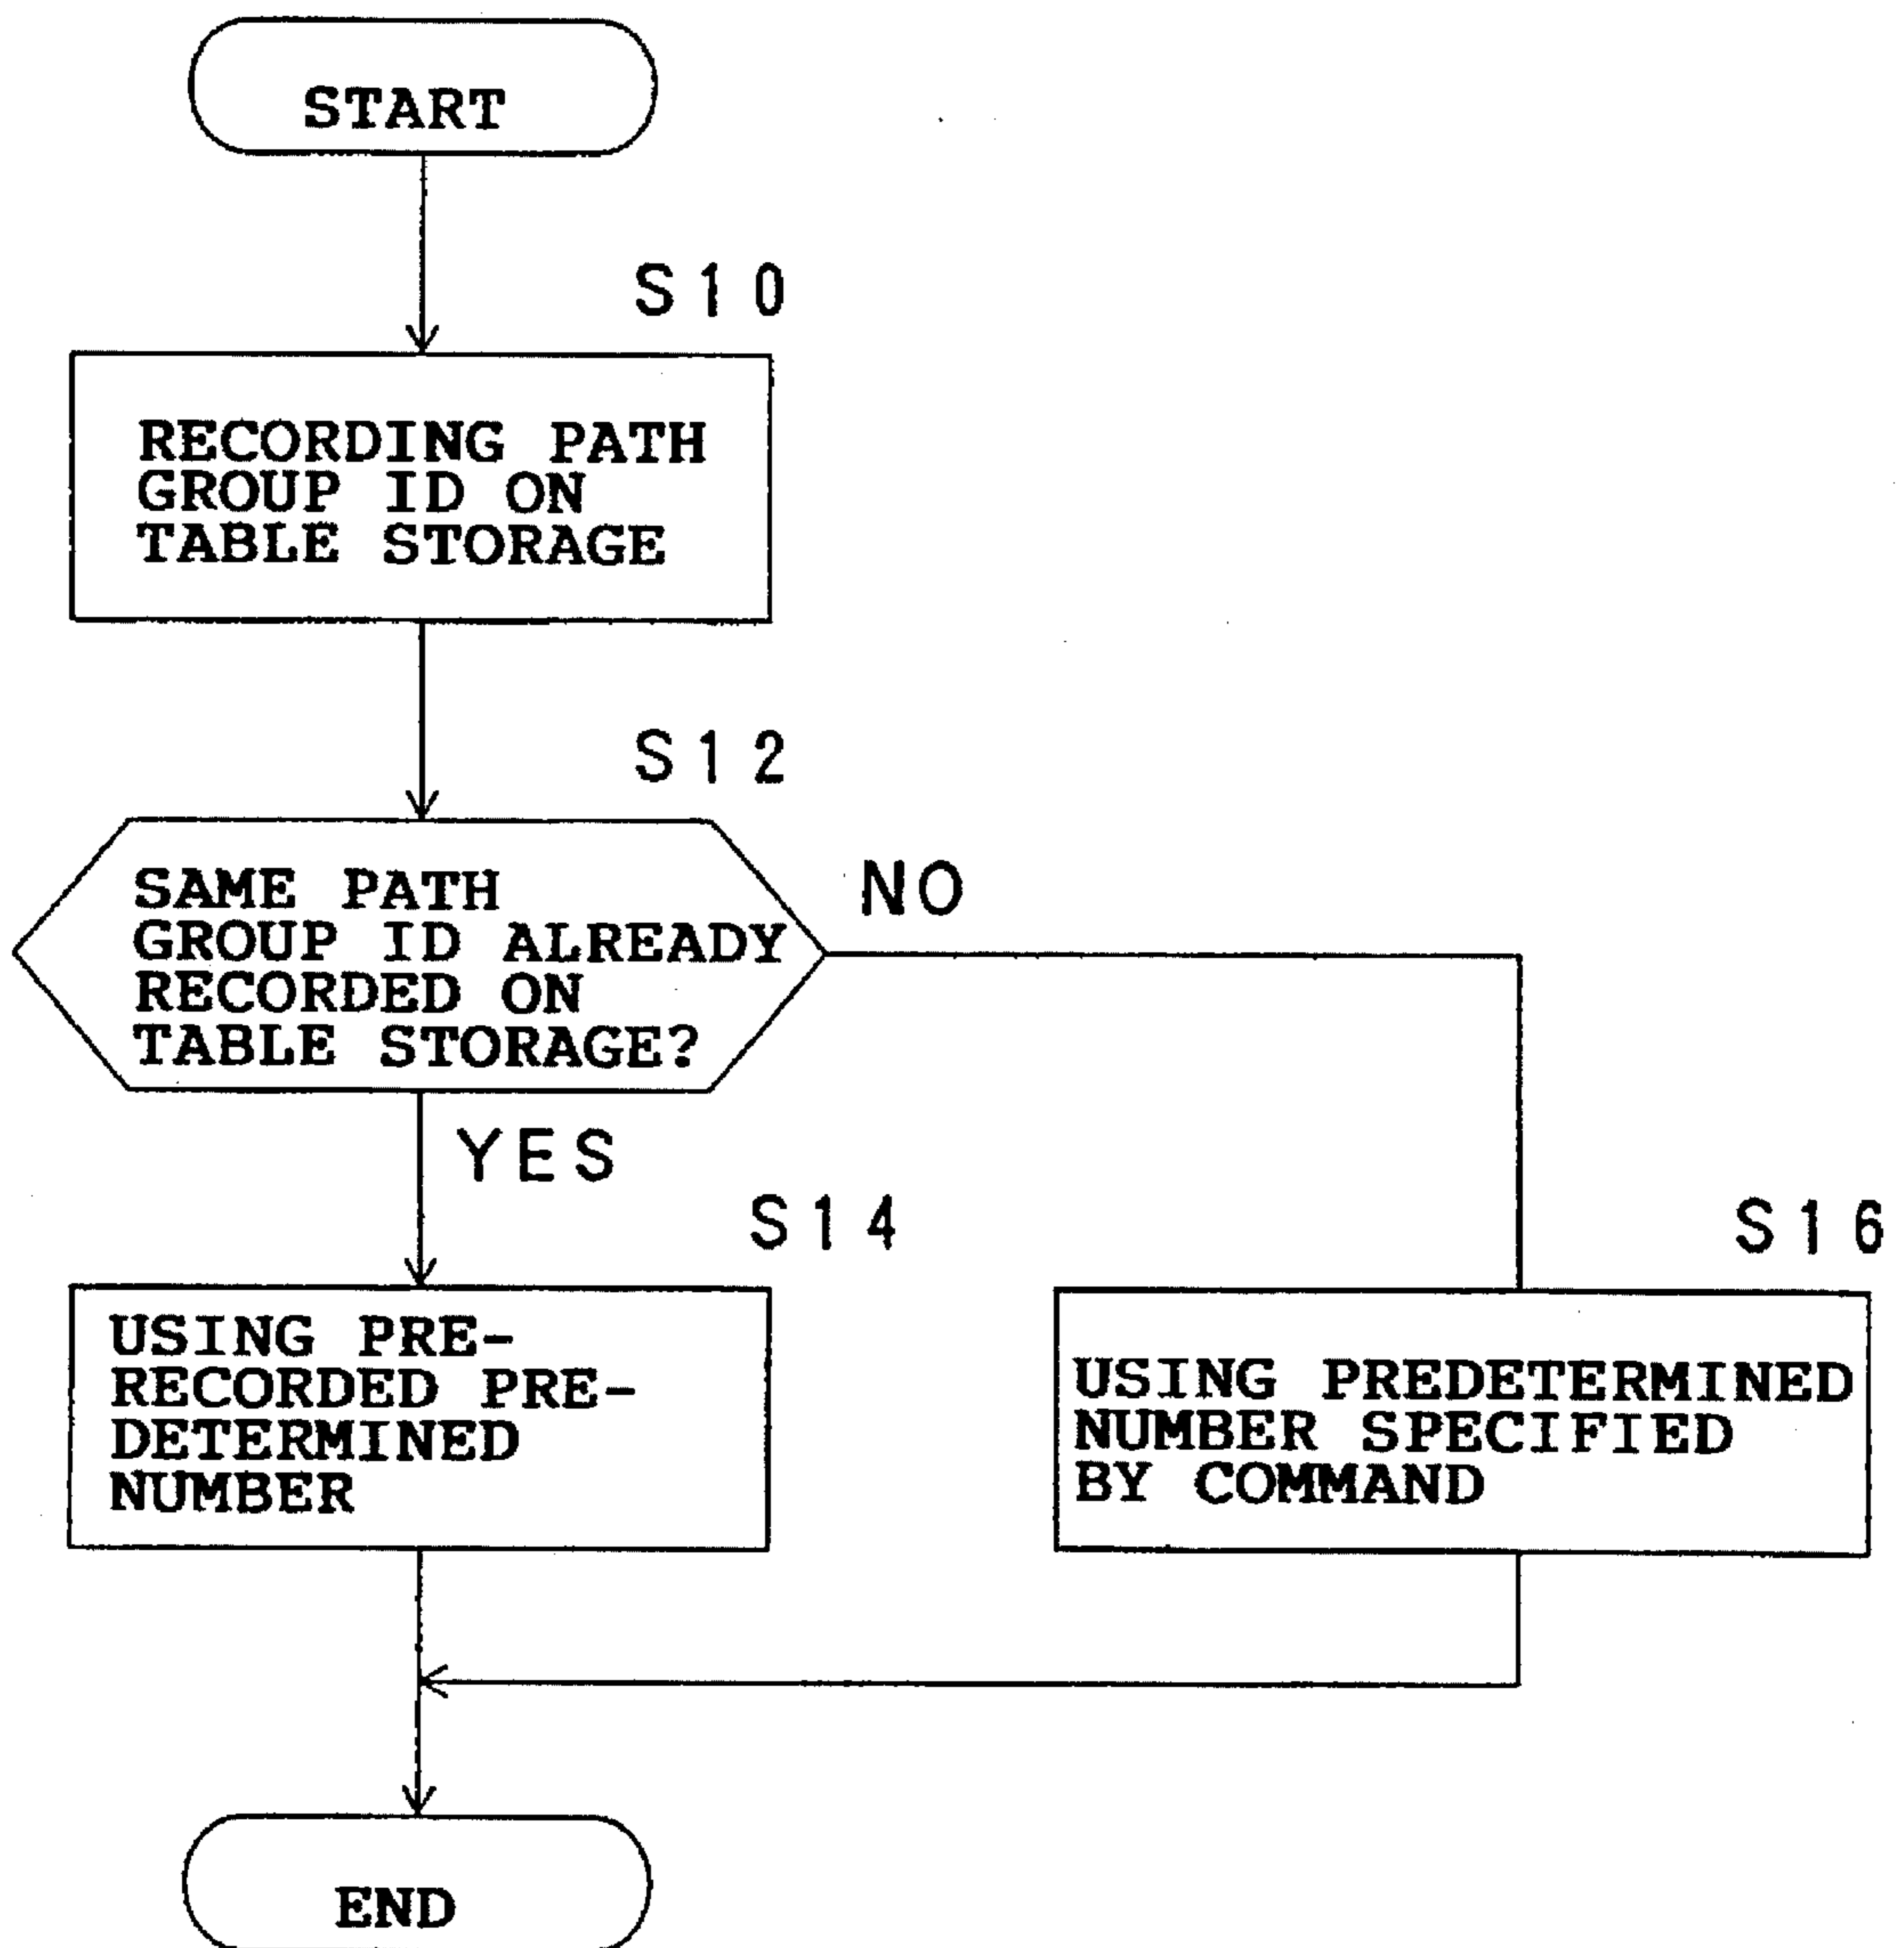 START
S10
RECORDING PATH
GROUP ID ON
TABLE STORAGE
S12
SAME PATH
GROUP ID ALREADY
RECORDED ON
TABLE STORAGE?
NO
YES
S14
USING PRE-
RECORDED PRE-
DETERMINED
NUMBER
S16
USING PREDETERMINED
NUMBER SPECIFIED
BY COMMAND
END